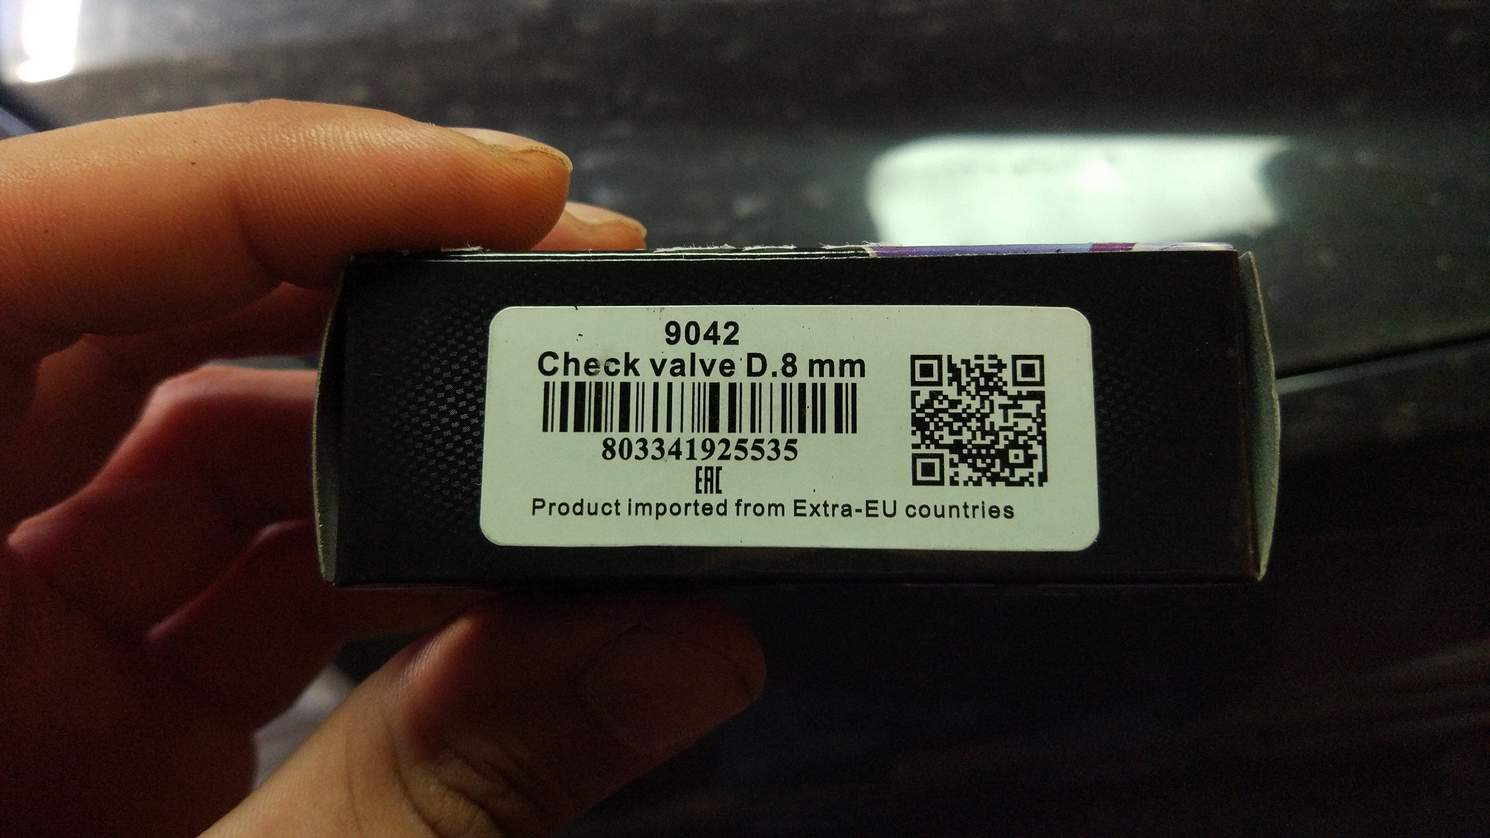 9042
Check valve D.8 mm
803341925535
EAC
Product imported from Extra-EU countries